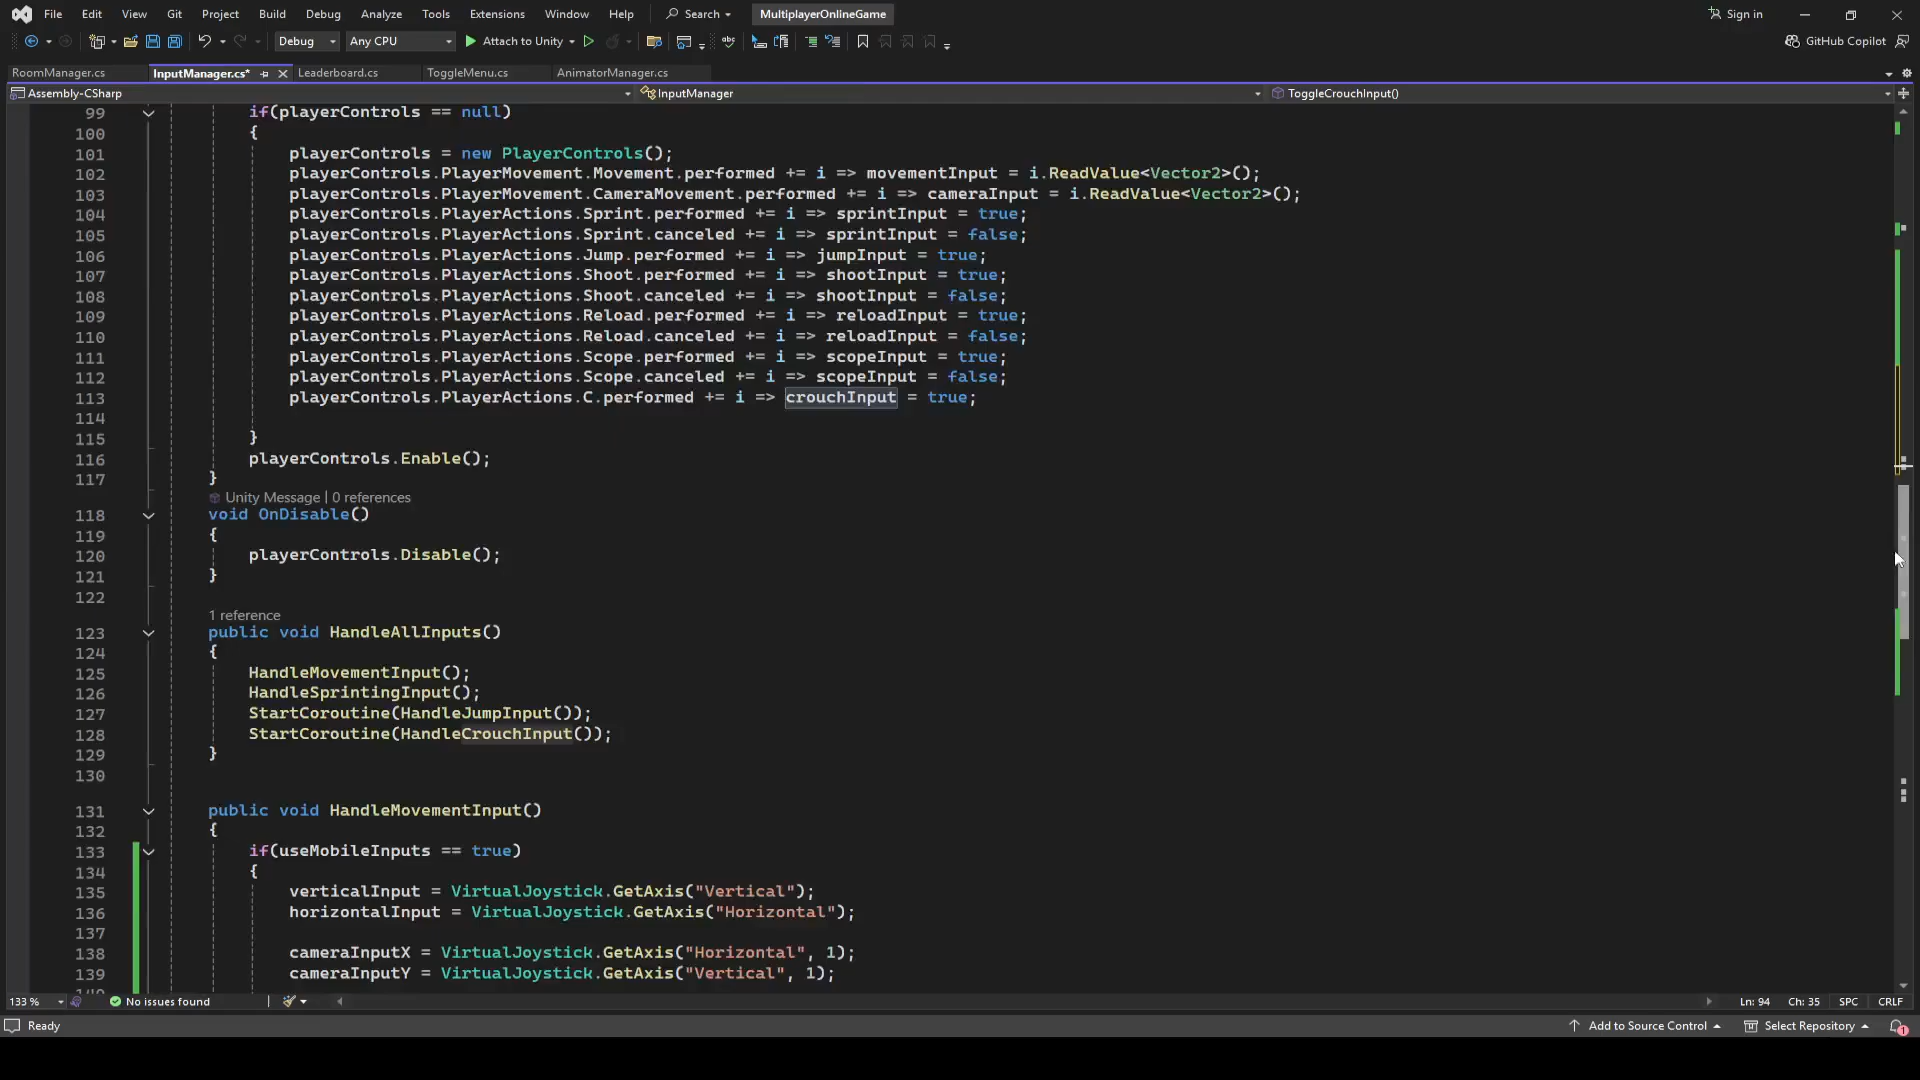 File Edit View Git Project Build Debug Analyze Tools Extensions Window Help Search MultiplayerOnlineGame Sign in
Debug Any CPU Attach to Unity GitHub Copilot
RoomManager.cs InputManager.cs* Leaderboard.cs ToggleMenu.cs AnimatorManager.cs
Assembly-CSharp InputManager ToggleCrouchInput()
99 if(playerControls == null)
100 {
101 playerControls = new PlayerControls();
102 playerControls.PlayerMovement.Movement.performed += i => movementInput = i.ReadValue<Vector2>();
103 playerControls.PlayerMovement.CameraMovement.performed += i => cameraInput = i.ReadValue<Vector2>();
104 playerControls.PlayerActions.Sprint.performed += i => sprintInput = true;
105 playerControls.PlayerActions.Sprint.canceled += i => sprintInput = false;
106 playerControls.PlayerActions.Jump.performed += i => jumpInput = true;
107 playerControls.PlayerActions.Shoot.performed += i => shootInput = true;
108 playerControls.PlayerActions.Shoot.canceled += i => shootInput = false;
109 playerControls.PlayerActions.Reload.performed += i => reloadInput = true;
110 playerControls.PlayerActions.Reload.canceled += i => reloadInput = false;
111 playerControls.PlayerActions.Scope.performed += i => scopeInput = true;
112 playerControls.PlayerActions.Scope.canceled += i => scopeInput = false;
113 playerControls.PlayerActions.C.performed += i => crouchInput = true;
114
115 }
116 playerControls.Enable();
117 }
Unity Message | 0 references
118 void OnDisable()
119 {
120 playerControls.Disable();
121 }
122
1 reference
123 public void HandleAllInputs()
124 {
125 HandleMovementInput();
126 HandleSprintingInput();
127 StartCoroutine(HandleJumpInput());
128 StartCoroutine(HandleCrouchInput());
129 }
130
131 public void HandleMovementInput()
132 {
133 if(useMobileInputs == true)
134 {
135 verticalInput = VirtualJoystick.GetAxis("Vertical");
136 horizontalInput = VirtualJoystick.GetAxis("Horizontal");
137
138 cameraInputX = VirtualJoystick.GetAxis("Horizontal", 1);
139 cameraInputY = VirtualJoystick.GetAxis("Vertical", 1);
133 % No issues found Ln: 94 Ch: 35 SPC CRLF
Ready Add to Source Control Select Repository 1